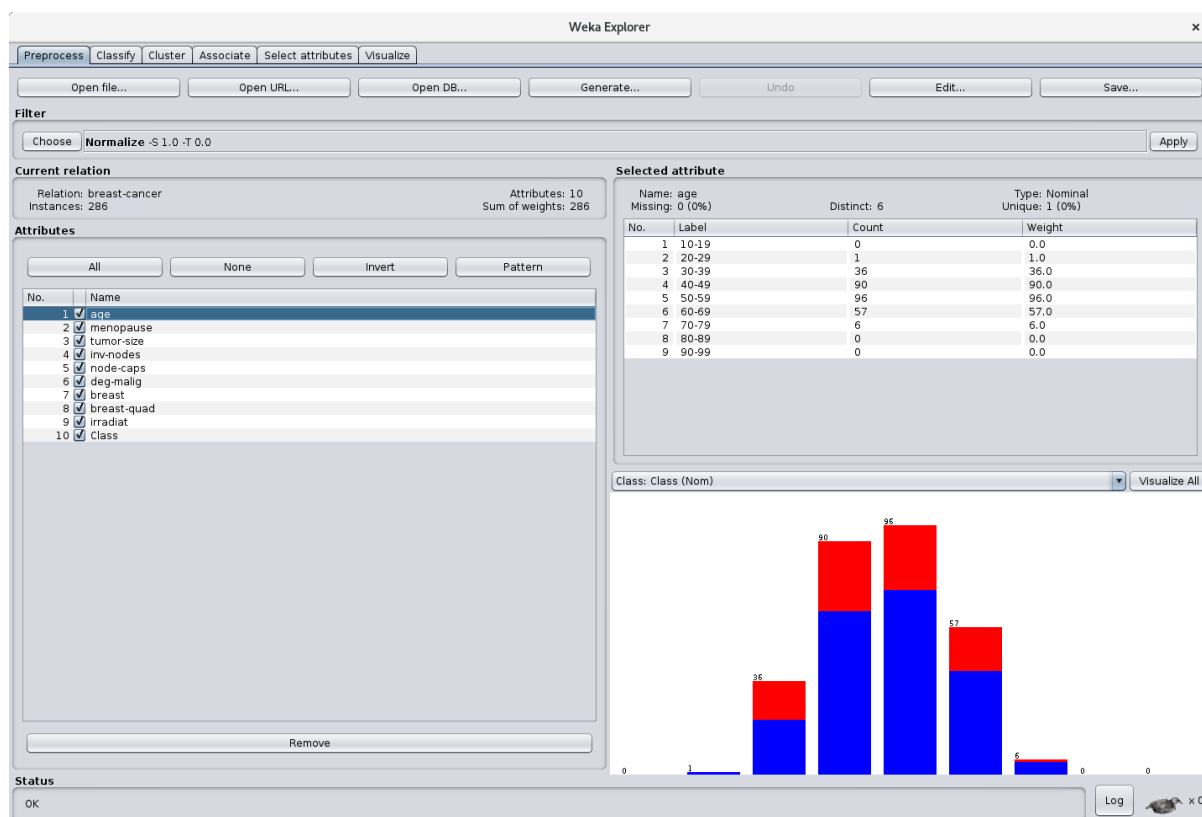 Weka Explorer ×
Preprocess Classify Cluster Associate Select attributes Visualize
Open file... Open URL... Open DB... Generate... Undo Edit... Save...
Filter
Choose Normalize -S 1.0 -T 0.0 Apply
Current relation
Relation: breast-cancer Attributes: 10
Instances: 286 Sum of weights: 286
Attributes
All None Invert Pattern
No. Name
1 age
2 menopause
3 tumor-size
4 inv-nodes
5 node-caps
6 deg-malig
7 breast
8 breast-quad
9 irradiat
10 Class
Remove
Selected attribute
Name: age Type: Nominal
Missing: 0 (0%) Distinct: 6 Unique: 1 (0%)
No. Label Count Weight
1 10-19 0 0.0
2 20-29 1 1.0
3 30-39 36 36.0
4 40-49 90 90.0
5 50-59 96 96.0
6 60-69 57 57.0
7 70-79 6 6.0
8 80-89 0 0.0
9 90-99 0 0.0
Class: Class (Nom) Visualize All
0 1 36 90 96 57 6 0 0
Status
OK Log x 0